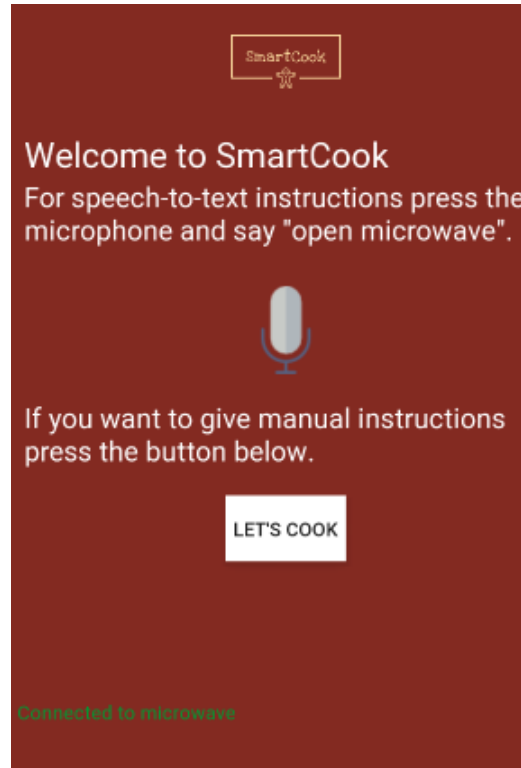 SmartCook
Welcome to SmartCook
For speech-to-text instructions press the
microphone and say "open microwave".
If you want to give manual instructions
press the button below.
LET'S COOK
Connected to microwave